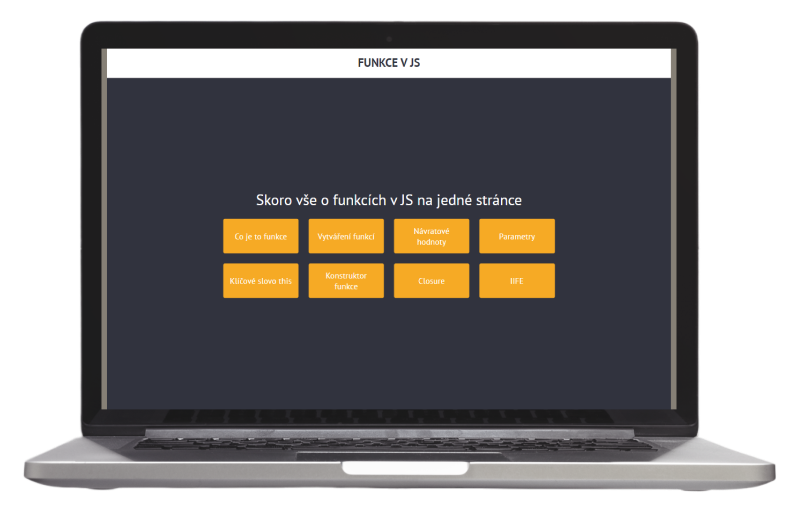 FUNKCE V JS
Skoro vše o funkcích v JS na jedné stránce
Co je to funkce
Vytváření funkcí
Návratové
hodnoty
Parametry
Klíčové slovo this
Konstruktor
funkce
Closure
IIFE